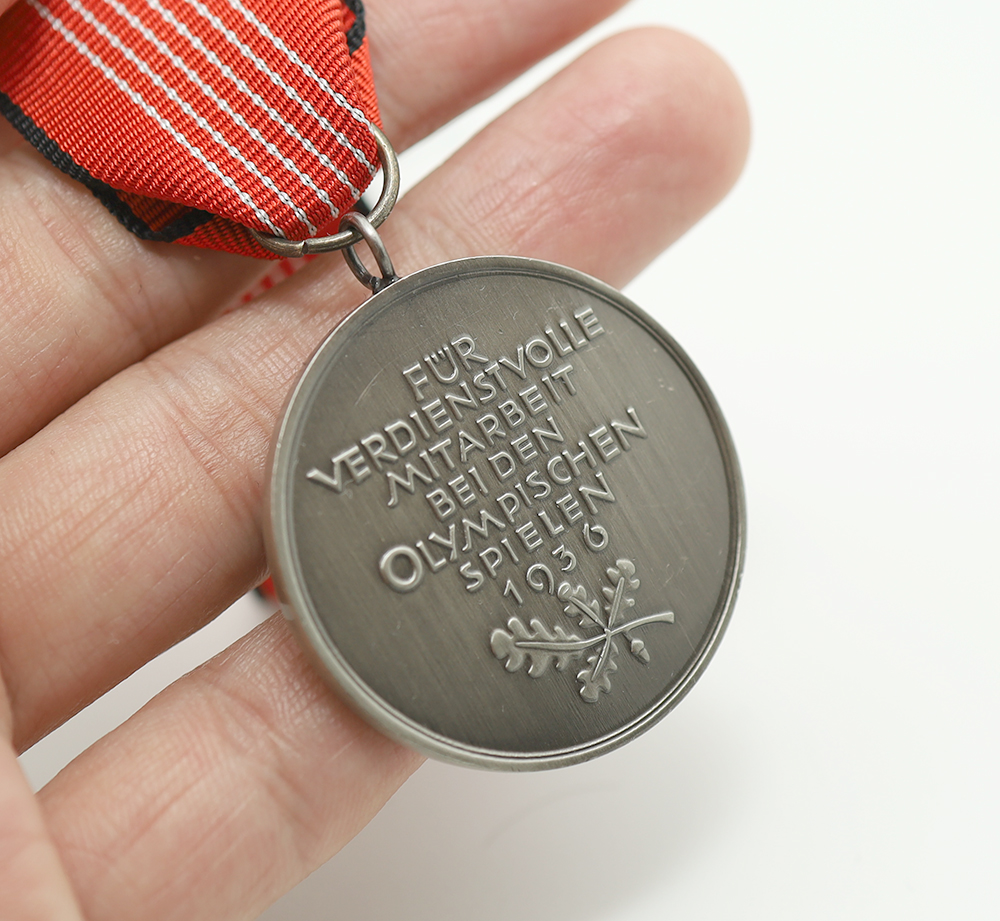 FÜR
VERDIENSTVOLLE
MITARBEIT
BEI DEN
OLYMPISCHEN
SPIELEN
1936